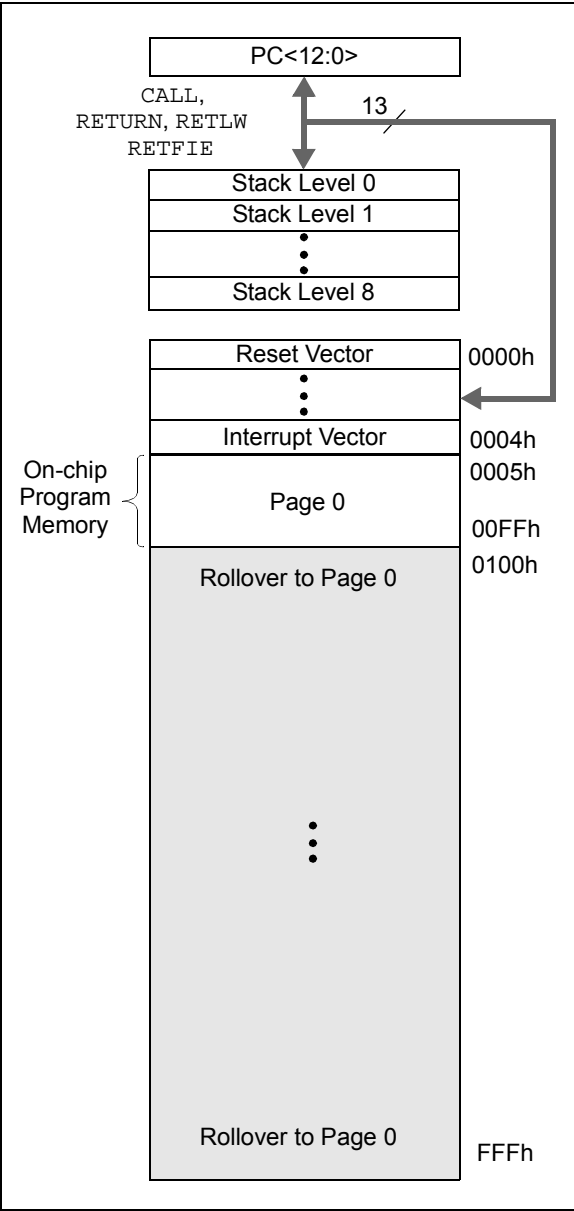 PC<12:0>
CALL,
RETURN, RETLW
RETFIE
13
Stack Level 0
Stack Level 1
Stack Level 8
Reset Vector
0000h
Interrupt Vector
0004h
On-chip
Program
Memory
0005h
Page 0
00FFh
0100h
Rollover to Page 0
Rollover to Page 0
FFFh